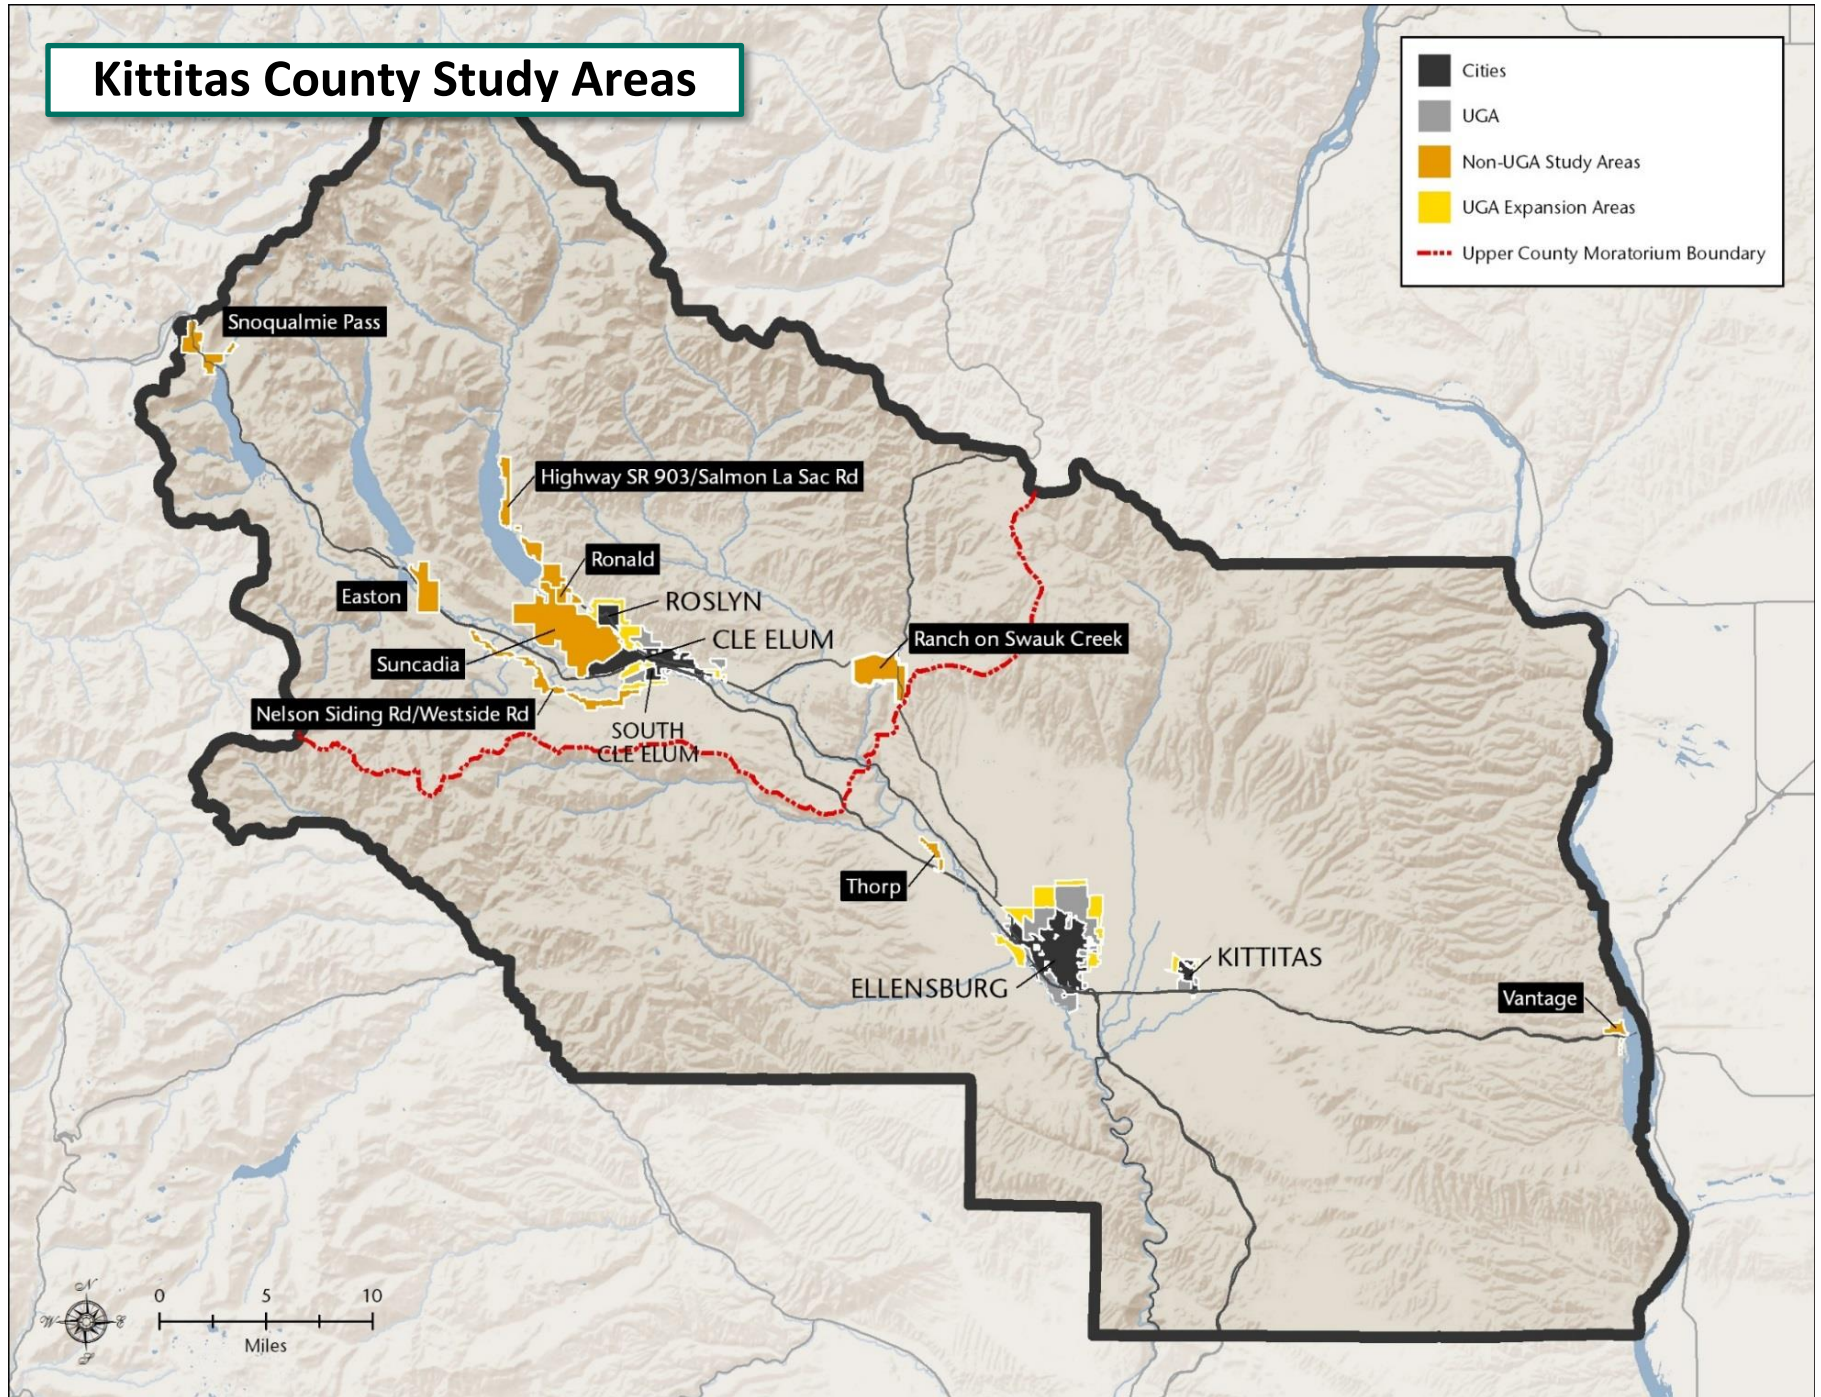 Kittitas County Study Areas
Cities
UGA
Non-UGA Study Areas
UGA Expansion Areas
Upper County Moratorium Boundary
Snoqualmie Pass
Highway SR 903/Salmon La Sac Rd
Ronald
Easton
ROSLYN
CLE ELUM
Ranch on Swauk Creek
Suncadia
Nelson Siding Rd/Westside Rd
SOUTH
CLE ELUM
Thorp
ELLENSBURG
KITTITAS
Vantage
N
W
E
S
0 5 10
Miles